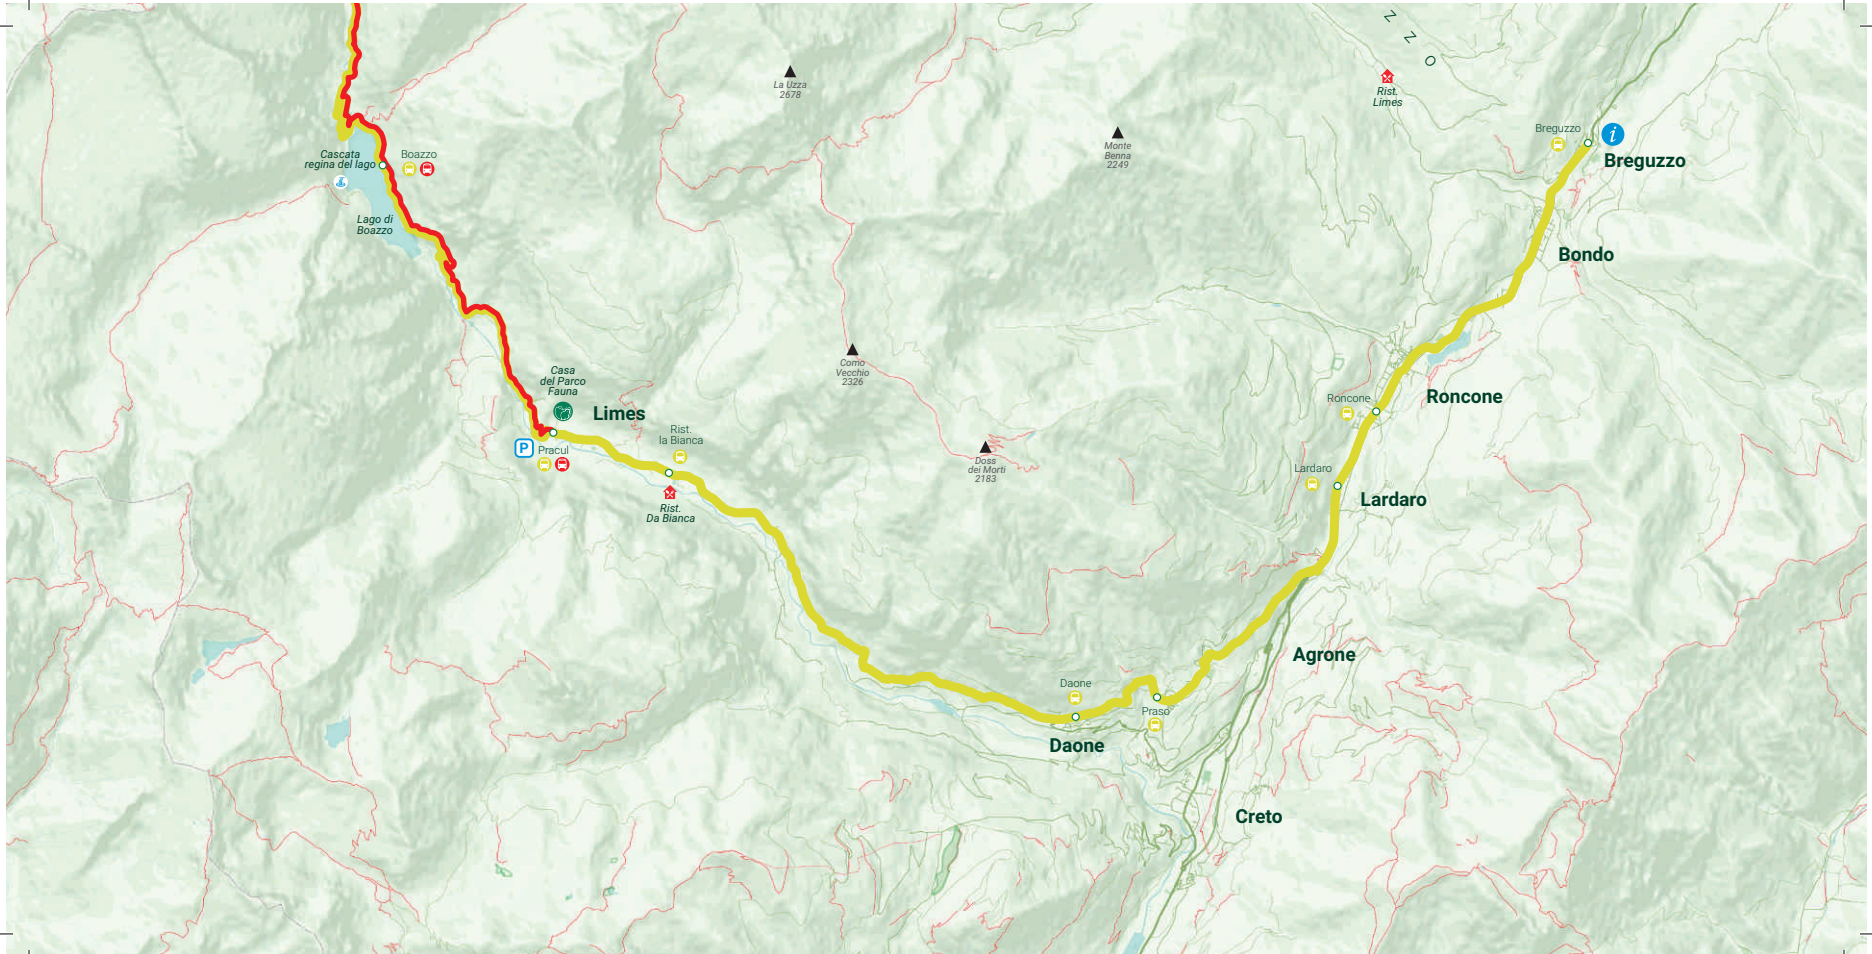 Z
Z
O
La Uzza
2678
Rist.
Limes
Monte
Benna
2249
Breguzzo
i
Breguzzo
Cascata
regina del lago
Boazzo
Lago di
Boazzo
Bondo
Como
Vecchio
2326
Casa
del Parco
Fauna
Limes
Roncone
Roncone
Rist.
la Bianca
P
Pracul
Doss
dei Morti
2183
Lardaro
Lardaro
Rist.
Da Bianca
Agrone
Daone
Praso
Daone
Creto